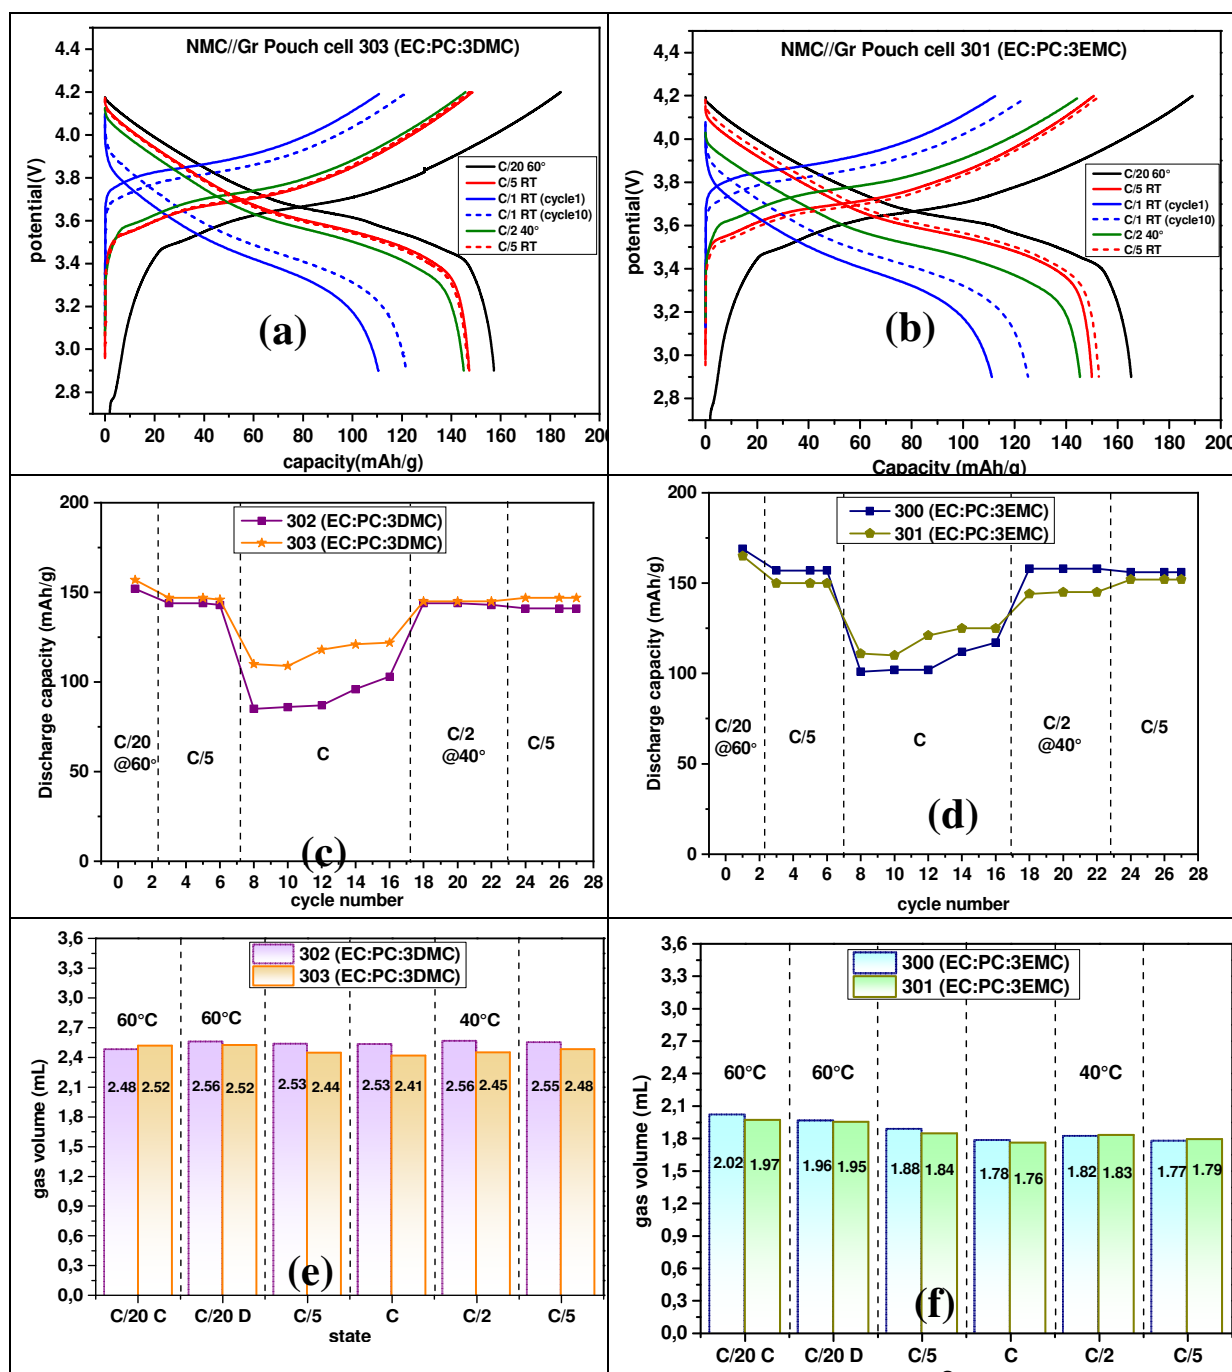 NMC//Gr Pouch cell 303 (EC:PC:3DMC)
4.4
4.2
4.0
3.8
3.6
3.4
3.2
3.0
2.8
potential(V)
C/20 60°
C/5 RT
C/1 RT (cycle1)
C/1 RT (cycle10)
C/2 40°
C/5 RT
(a)
0 20 40 60 80 100 120 140 160 180 200
capacity(mAh/g)
NMC//Gr Pouch cell 301 (EC:PC:3EMC)
4,4
4,2
4,0
3,8
3,6
3,4
3,2
3,0
2,8
potential(V)
C/20 60°
C/5 RT
C/1 RT (cycle1)
C/1 RT (cycle10)
C/2 40°
C/5 RT
(b)
0 20 40 60 80 100 120 140 160 180 200
Capacity (mAh/g)
200
150
100
50
0
Discharge capacity (mAh/g)
302 (EC:PC:3DMC)
303 (EC:PC:3DMC)
C/20
@60°
C/5
C
C/2
@40°
C/5
(c)
0 2 4 6 8 10 12 14 16 18 20 22 24 26 28
cycle number
200
150
100
50
0
Discharge capacity (mAh/g)
300 (EC:PC:3EMC)
301 (EC:PC:3EMC)
C/20
@60°
C/5
C
C/2
@40°
C/5
(d)
0 2 4 6 8 10 12 14 16 18 20 22 24 26 28
cycle number
3,6
3,3
3,0
2,7
2,4
2,1
1,8
1,5
1,2
0,9
0,6
0,3
0,0
gas volume (mL)
302 (EC:PC:3DMC)
303 (EC:PC:3DMC)
60°C 60°C 40°C
2.48 2.52 2.56 2.52 2.53 2.44 2.53 2.41 2.56 2.45 2.55 2.48
(e)
C/20 C C/20 D C/5 C C/2 C/5
state
3,6
3,3
3,0
2,7
2,4
2,1
1,8
1,5
1,2
0,9
0,6
0,3
0,0
gas volume (mL)
300 (EC:PC:3EMC)
301 (EC:PC:3EMC)
60°C 60°C 40°C
2.02 1.97 1.96 1.95 1.88 1.84 1.78 1.76 1.82 1.83 1.77 1.79
(f)
C/20 C C/20 D C/5 C C/2 C/5